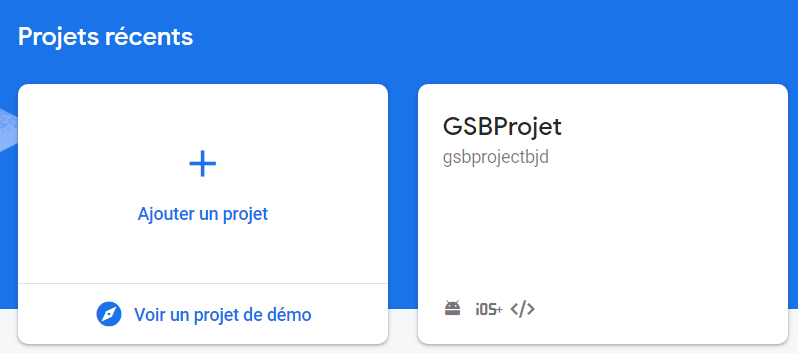 Projets récents
Ajouter un projet
Voir un projet de démo
GSBProjet
gsbprojectbjd
iOS+